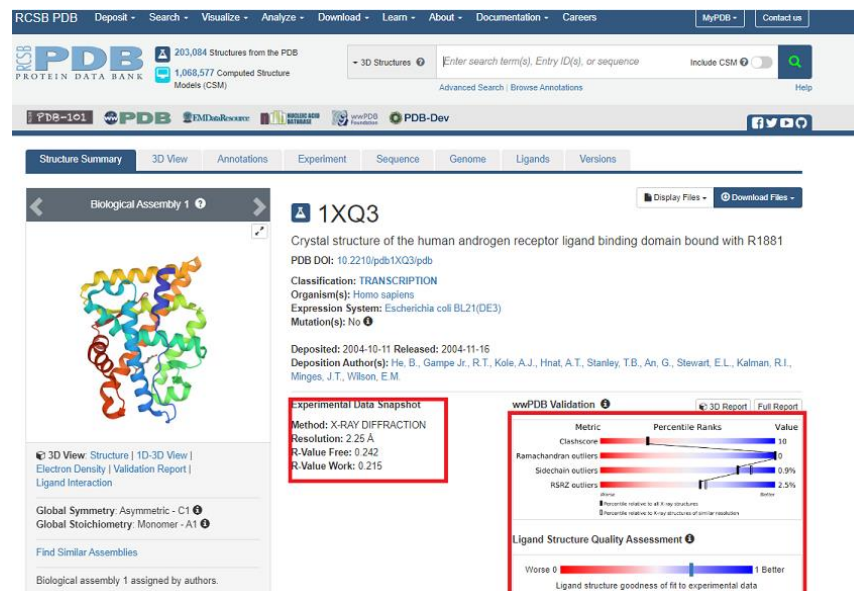 RCSB PDB Deposit Search Visualize Analyze Download Learn About Documentation Careers MyPDB Contact us
RCSB PDB
PROTEIN DATA BANK
203,084 Structures from the PDB
1,068,577 Computed Structure Models (CSM)
3D Structures
Enter search term(s), Entry ID(s), or sequence
Include CSM
Advanced Search | Browse Annotations
Help
PDB-101 PDB EMDataResource NUCLEIC ACID DATABASE wwPDB Foundation PDB-Dev
Structure Summary 3D View Annotations Experiment Sequence Genome Ligands Versions
Biological Assembly 1
Display Files Download Files
1XQ3
Crystal structure of the human androgen receptor ligand binding domain bound with R1881
PDB DOI: 10.2210/pdb1XQ3/pdb
Classification: TRANSCRIPTION
Organism(s): Homo sapiens
Expression System: Escherichia coli BL21(DE3)
Mutation(s): No
Deposited: 2004-10-11 Released: 2004-11-16
Deposition Author(s): He, B., Gampe Jr., R.T., Kole, A.J., Hnat, A.T., Stanley, T.B., An, G., Stewart, E.L., Kalman, R.I.,
Minges, J.T., Wilson, E.M.
Experimental Data Snapshot
Method: X-RAY DIFFRACTION
Resolution: 2.25 Å
R-Value Free: 0.242
R-Value Work: 0.215
wwPDB Validation
3D Report Full Report
Metric Percentile Ranks Value
Clashscore 10
Ramachandran outliers 0
Sidechain outliers 0.9%
RSRZ outliers 2.5%
Worse Better
Percentile relative to all X-ray structures
Percentile relative to X-ray structures of similar resolution
Ligand Structure Quality Assessment
Worse 0 1 Better
Ligand structure goodness of fit to experimental data
3D View: Structure | 1D-3D View |
Electron Density | Validation Report |
Ligand Interaction
Global Symmetry: Asymmetric - C1
Global Stoichiometry: Monomer - A1
Find Similar Assemblies
Biological assembly 1 assigned by authors.